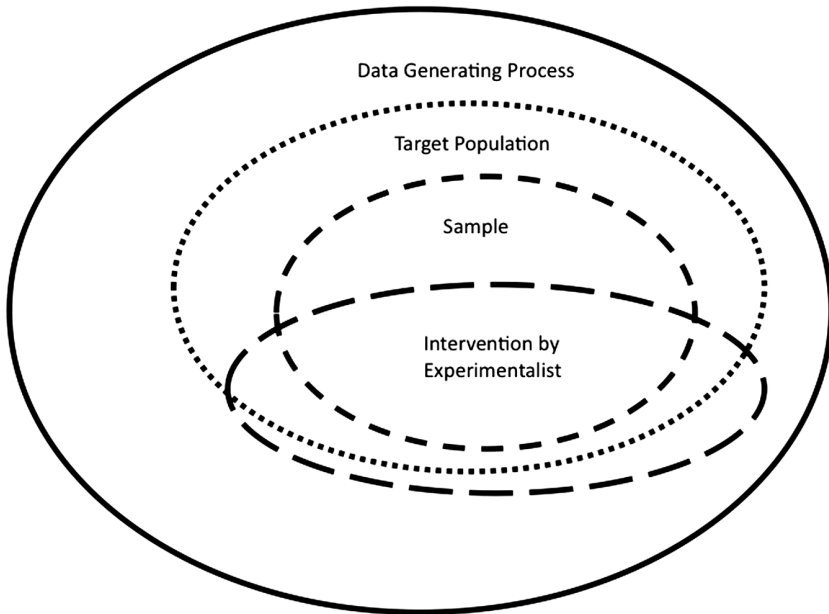 Data Generating Process
Target Population
Sample
Intervention by
Experimentalist